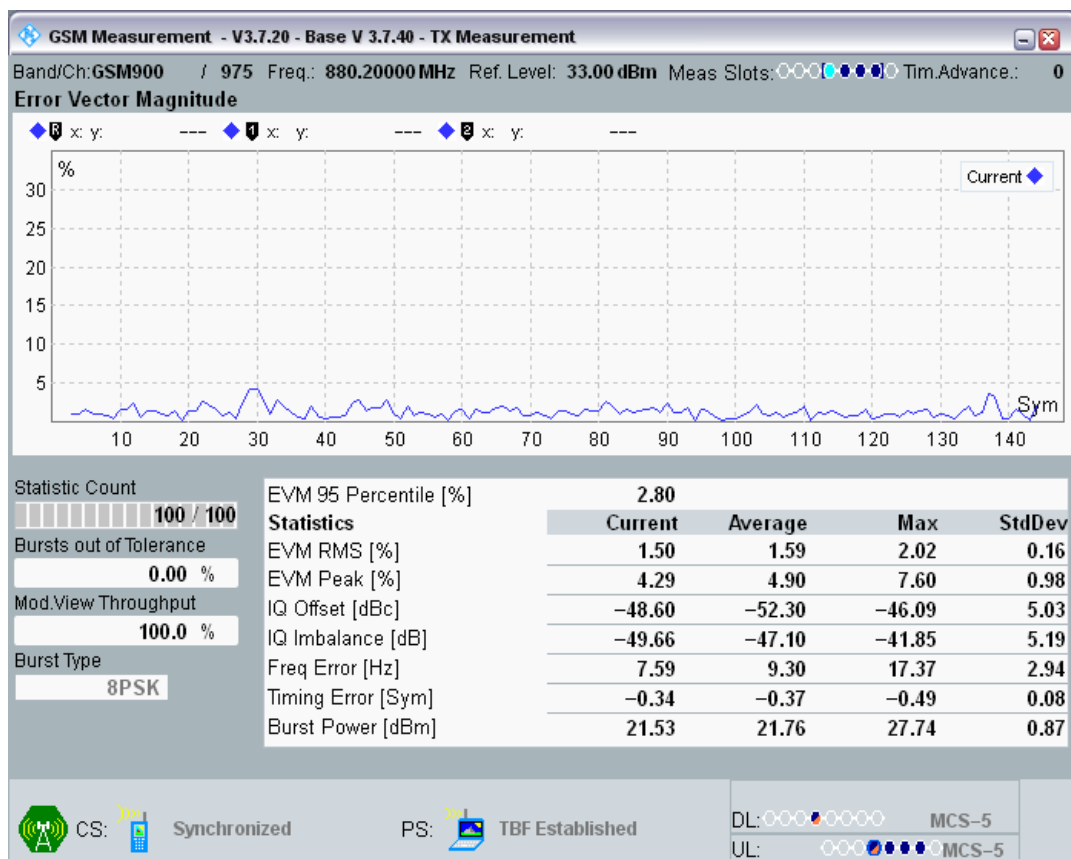 GSM Measurement - V3.7.20 - Base V 3.7.40 - TX Measurement
Band/Ch:GSM900 / 975 Freq.: 880.20000 MHz Ref. Level: 33.00 dBm Meas Slots: Tim.Advance.: 0
Error Vector Magnitude
R x: y: --- 1 x: y: --- 2 x: y: ---
%
Current
30
25
20
15
10
5
Sym
10 20 30 40 50 60 70 80 90 100 110 120 130 140
Statistic Count
100 / 100
Bursts out of Tolerance
0.00 %
Mod.View Throughput
100.0 %
Burst Type
8PSK
EVM 95 Percentile [%] 2.80
Statistics Current Average Max StdDev
EVM RMS [%] 1.50 1.59 2.02 0.16
EVM Peak [%] 4.29 4.90 7.60 0.98
IQ Offset [dBc] −48.60 −52.30 −46.09 5.03
IQ Imbalance [dB] −49.66 −47.10 −41.85 5.19
Freq Error [Hz] 7.59 9.30 17.37 2.94
Timing Error [Sym] −0.34 −0.37 −0.49 0.08
Burst Power [dBm] 21.53 21.76 27.74 0.87
CS: Synchronized PS: TBF Established
DL: MCS−5
UL: MCS−5